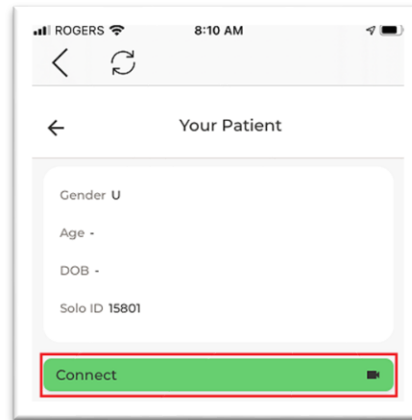 ROGERS 8:10 AM
Your Patient
Gender U
Age -
DOB -
Solo ID 15801
Connect